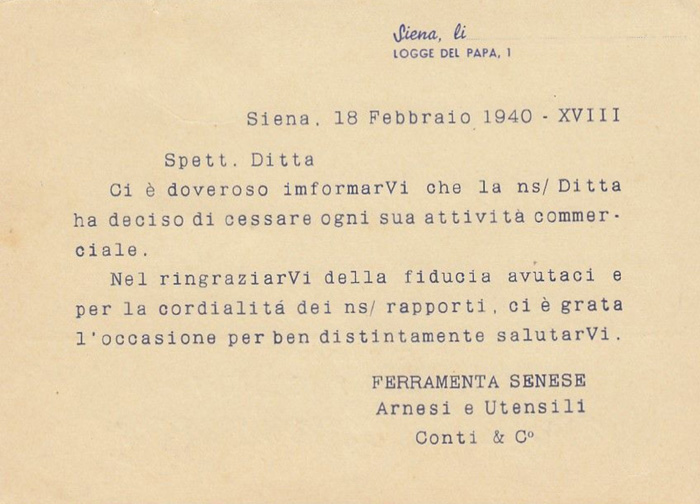 Siena, li
LOGGE DEL PAPA, 1
Siena, 18 Febbraio 1940 - XVIII
Spett. Ditta
Ci è doveroso imformarVi che la ns/ Ditta
ha deciso di cessare ogni sua attività commer-
ciale.
Nel ringraziarVi della fiducia avutaci e
per la cordialitá dei ns/ rapporti, ci è grata
l'occasione per ben distintamente salutarVi.
FERRAMENTA SENESE
Arnesi e Utensili
Conti & Cº